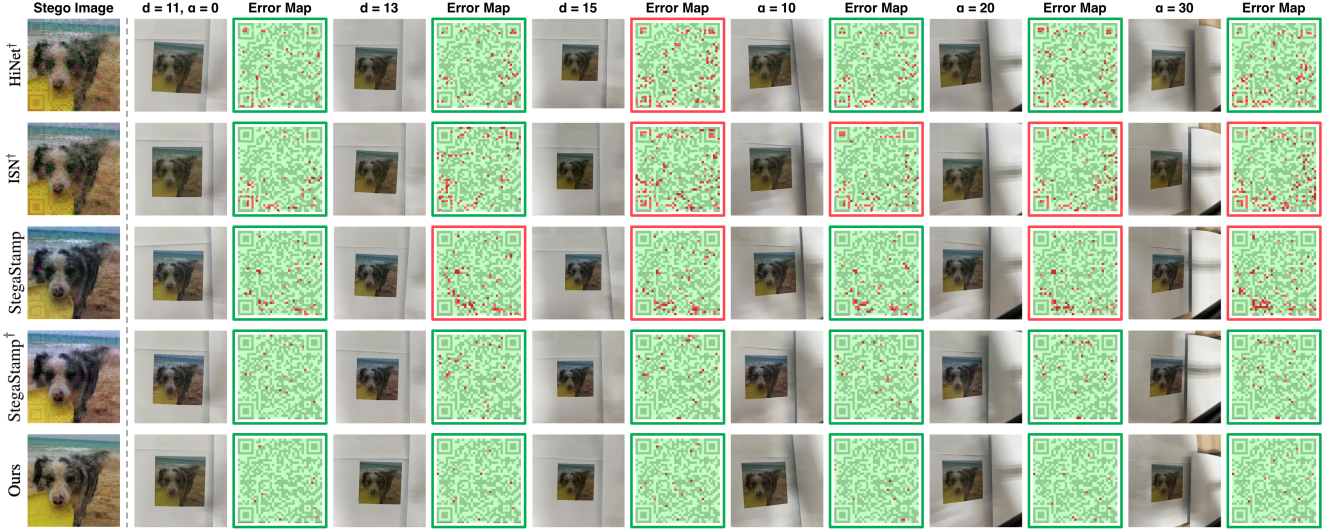 Stego Image d = 11, α = 0 Error Map d = 13 Error Map d = 15 Error Map α = 10 Error Map α = 20 Error Map α = 30 Error Map
HiNet†
ISN†
StegaStamp
StegaStamp†
Ours